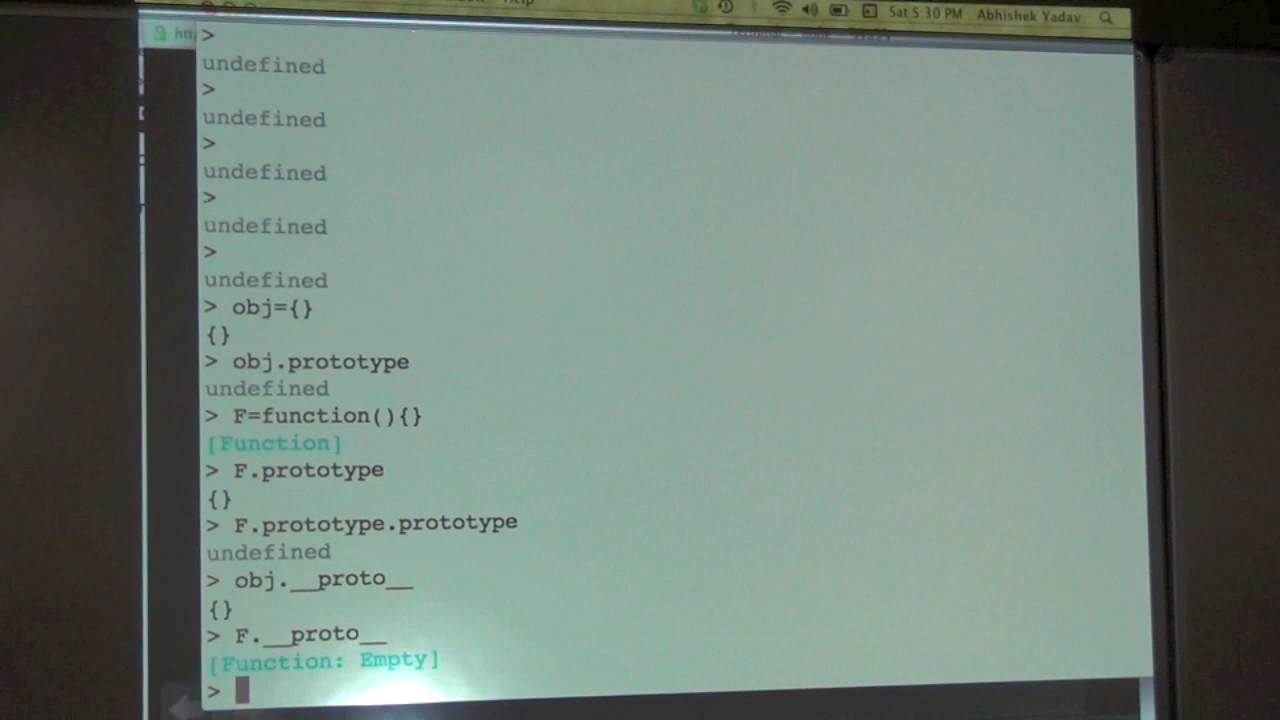 Help
Sat 5:30 PM Abhishek Yadav
>
undefined
>
undefined
>
undefined
>
undefined
>
undefined
> obj={}
{}
> obj.prototype
undefined
> F=function(){}
[Function]
> F.prototype
{}
> F.prototype.prototype
undefined
> obj.__proto__
{}
> F.__proto__
[Function: Empty]
>